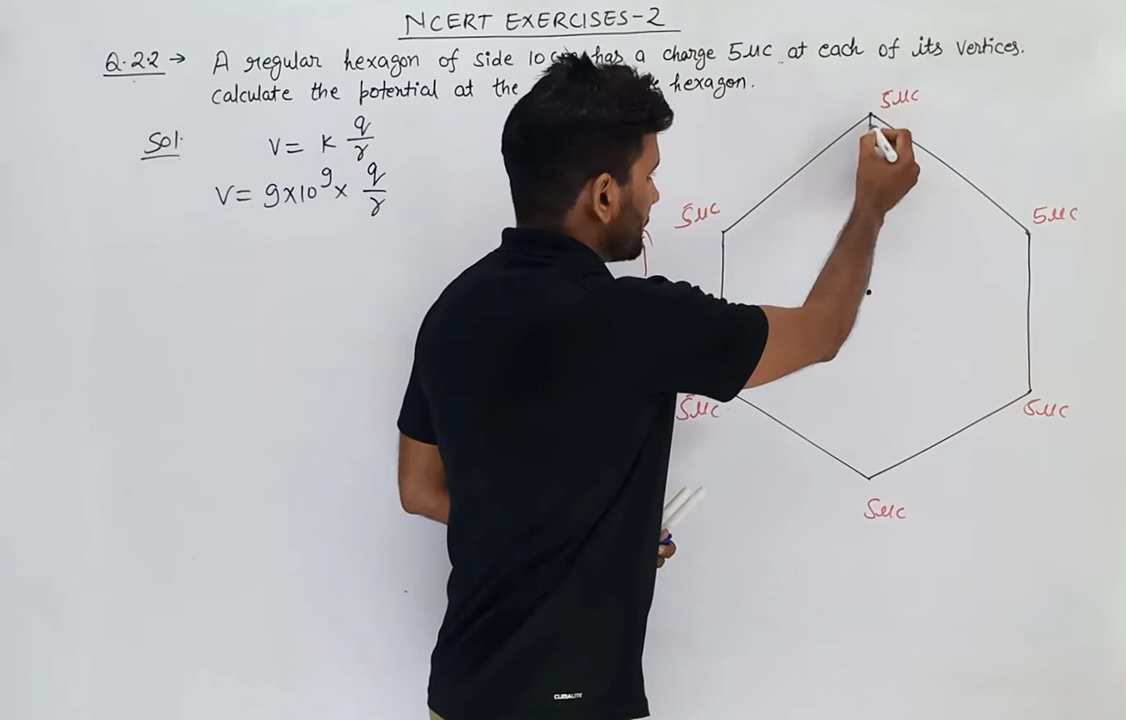 NCERT EXERCISES-2
Q.2.2 → A regular hexagon of side 10 has a charge 5μC at each of its vertices.
calculate the potential at the hexagon.
Sol.
V = K q/r
V = 9×10⁹ × q/r
5μC
5μC
5μC
5μC
5μC
5μC
CUBALITE